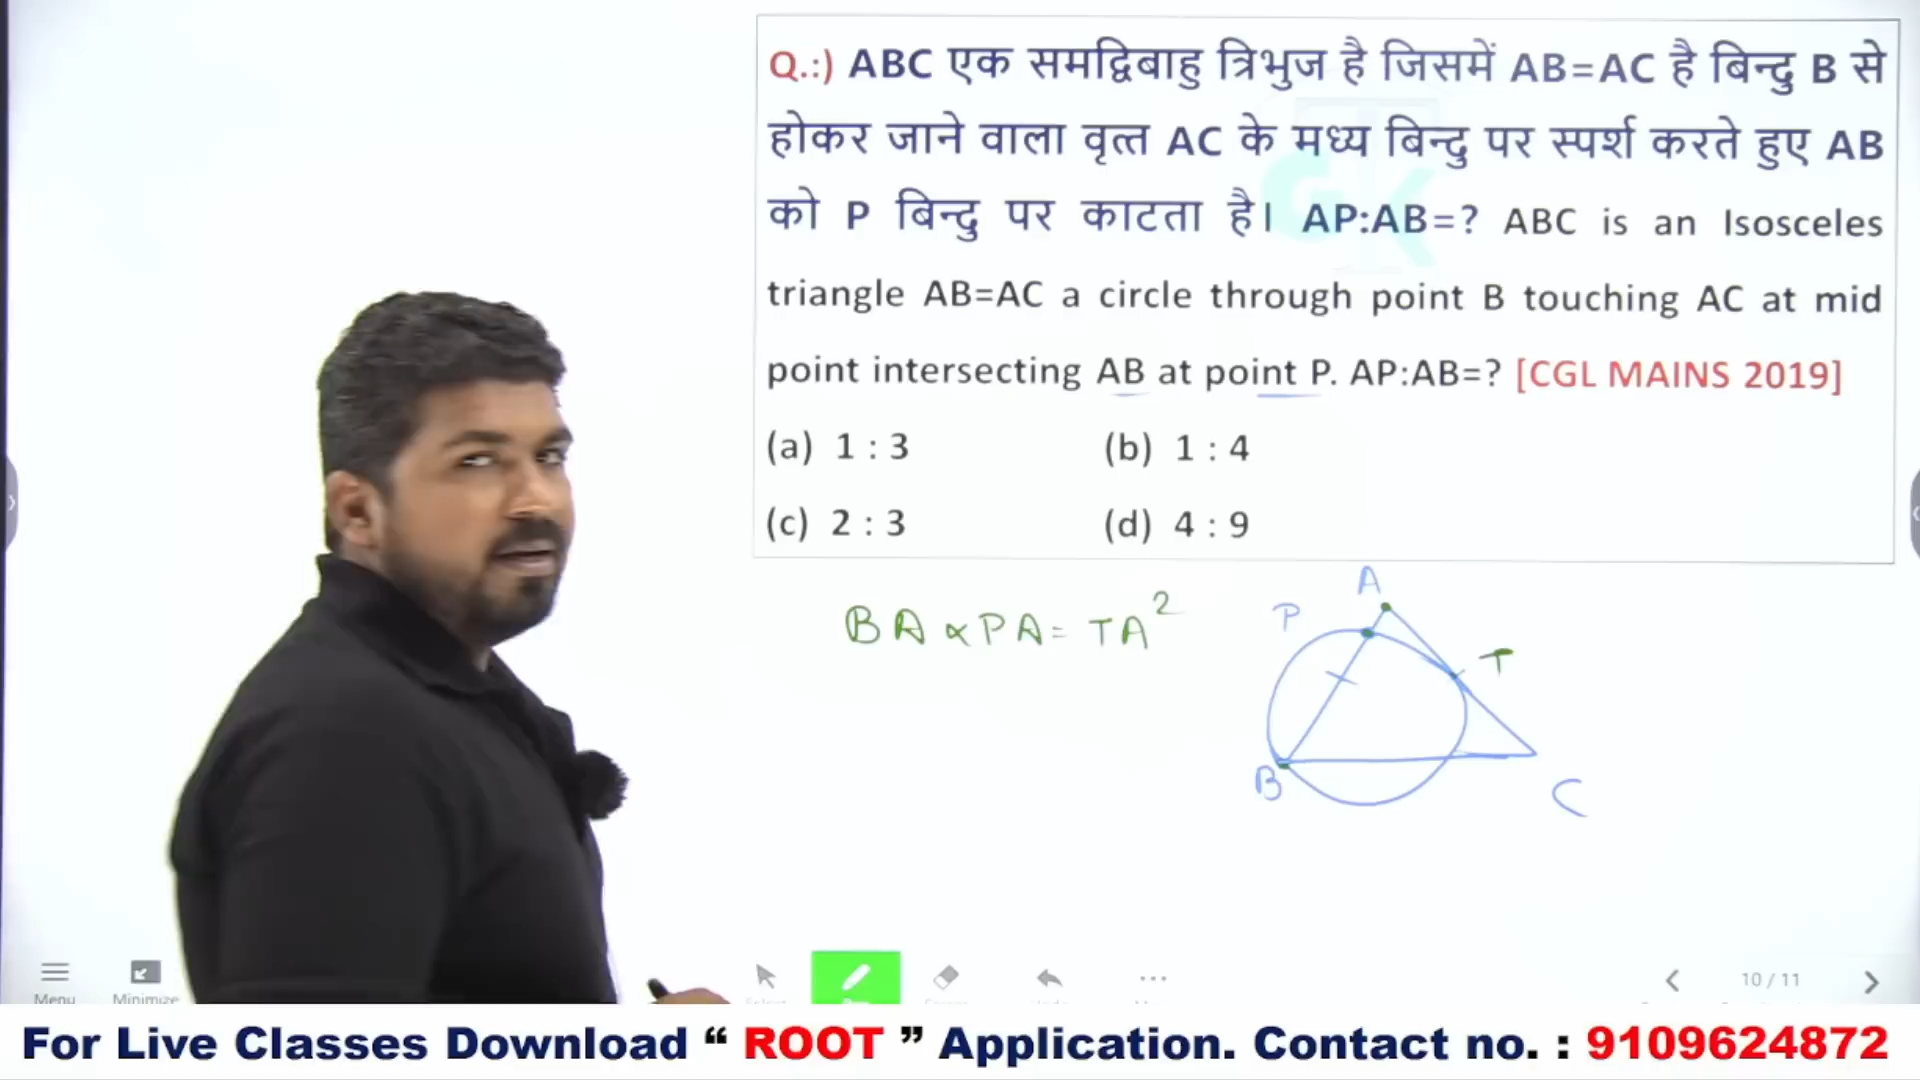 Q.:) ABC एक समद्विबाहु त्रिभुज है जिसमें AB=AC है बिन्दु B से
होकर जाने वाला वृत्त AC के मध्य बिन्दु पर स्पर्श करते हुए AB
को P बिन्दु पर काटता है। AP:AB=? ABC is an Isosceles
triangle AB=AC a circle through point B touching AC at mid
point intersecting AB at point P. AP:AB=? [CGL MAINS 2019]
(a) 1 : 3 (b) 1 : 4
(c) 2 : 3 (d) 4 : 9
BA × PA = TA²
A
P
T
B
C
Menu Minimize
10 / 11
For Live Classes Download “ ROOT ” Application. Contact no. : 9109624872